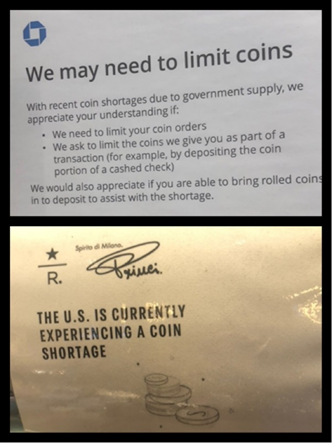 We may need to limit coins
With recent coin shortages due to government supply, we
appreciate your understanding if:
• We need to limit your coin orders
• We ask to limit the coins we give you as part of a
transaction (for example, by depositing the coin
portion of a cashed check)
We would also appreciate if you are able to bring rolled coins
in to deposit to assist with the shortage.
Spirito di Milano.
Princi.
R.
THE U.S. IS CURRENTLY
EXPERIENCING A COIN
SHORTAGE